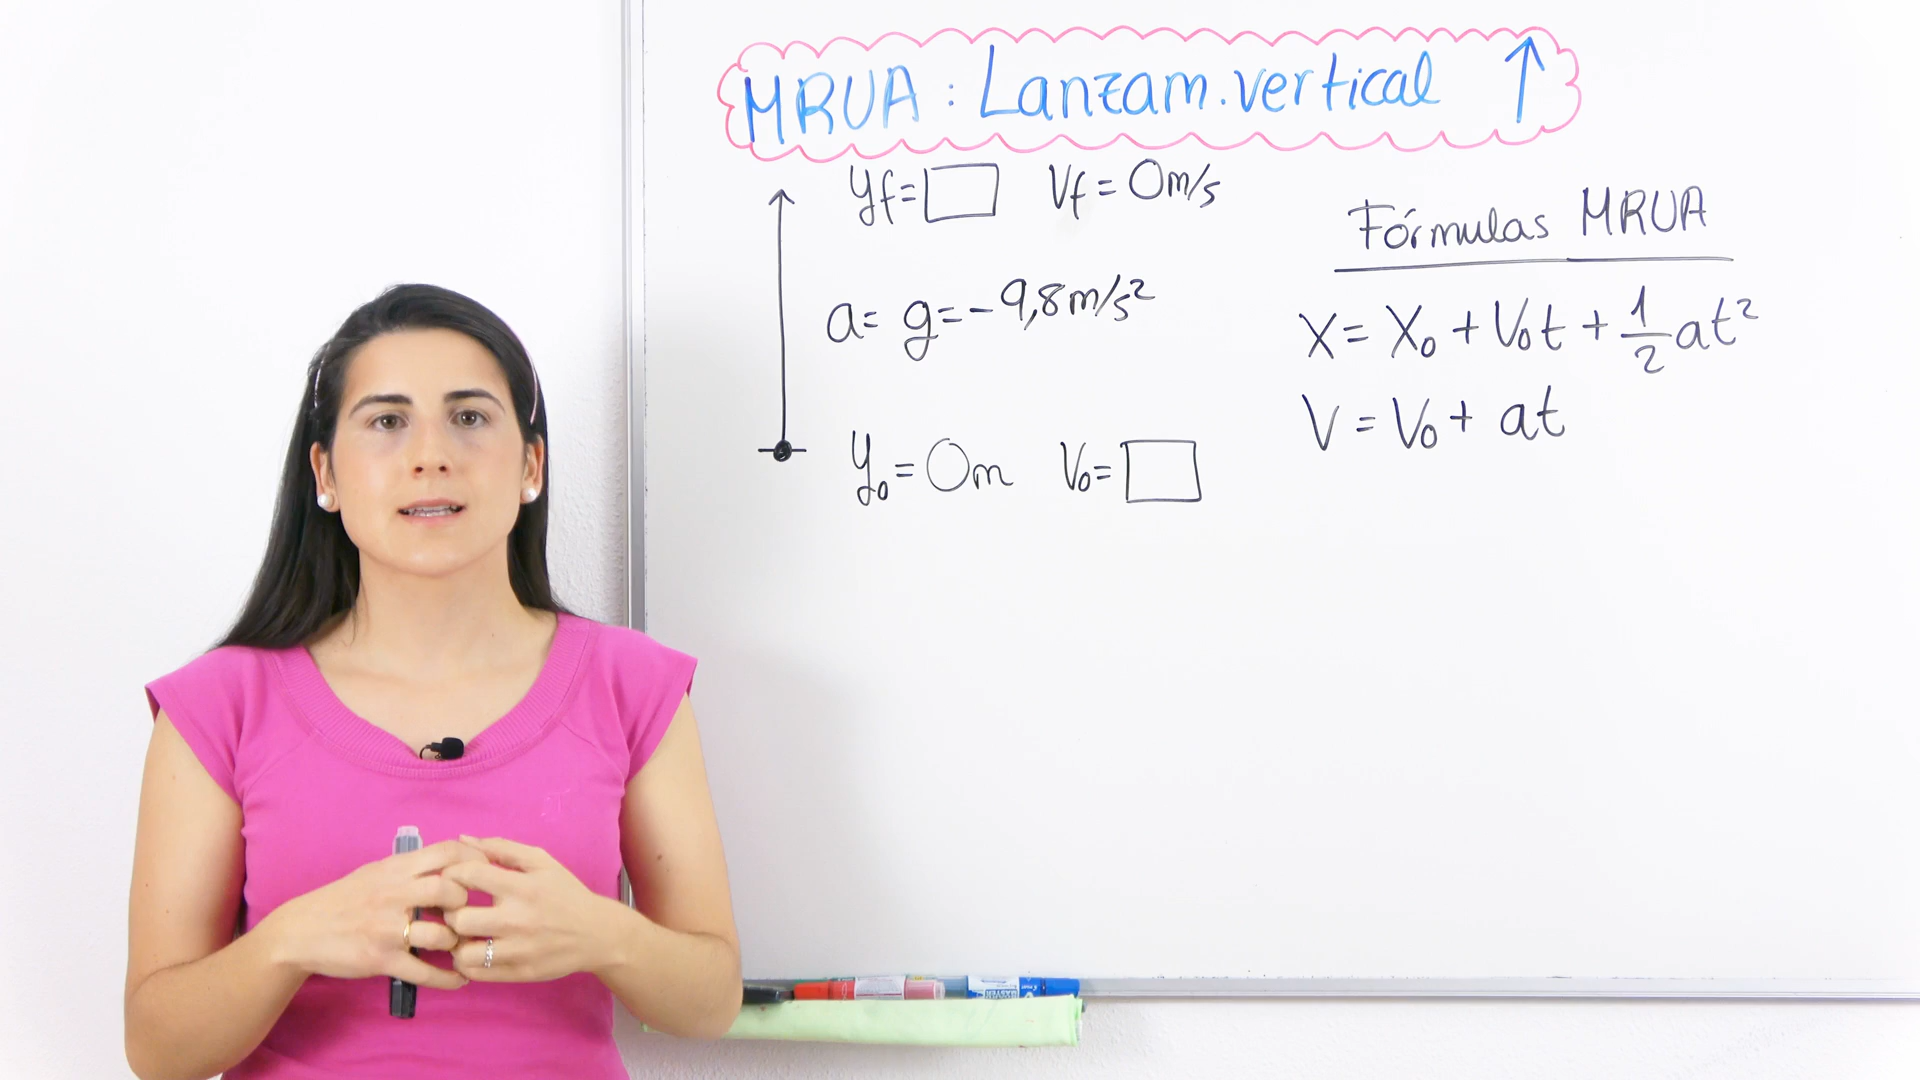 MRUA: Lanzam.vertical ↑
yf= Vf= 0m/s
a= g=-9,8m/s²
y₀=0m V₀=
Fórmulas MRUA
X= X₀+V₀t+1/2at²
V=V₀+ at